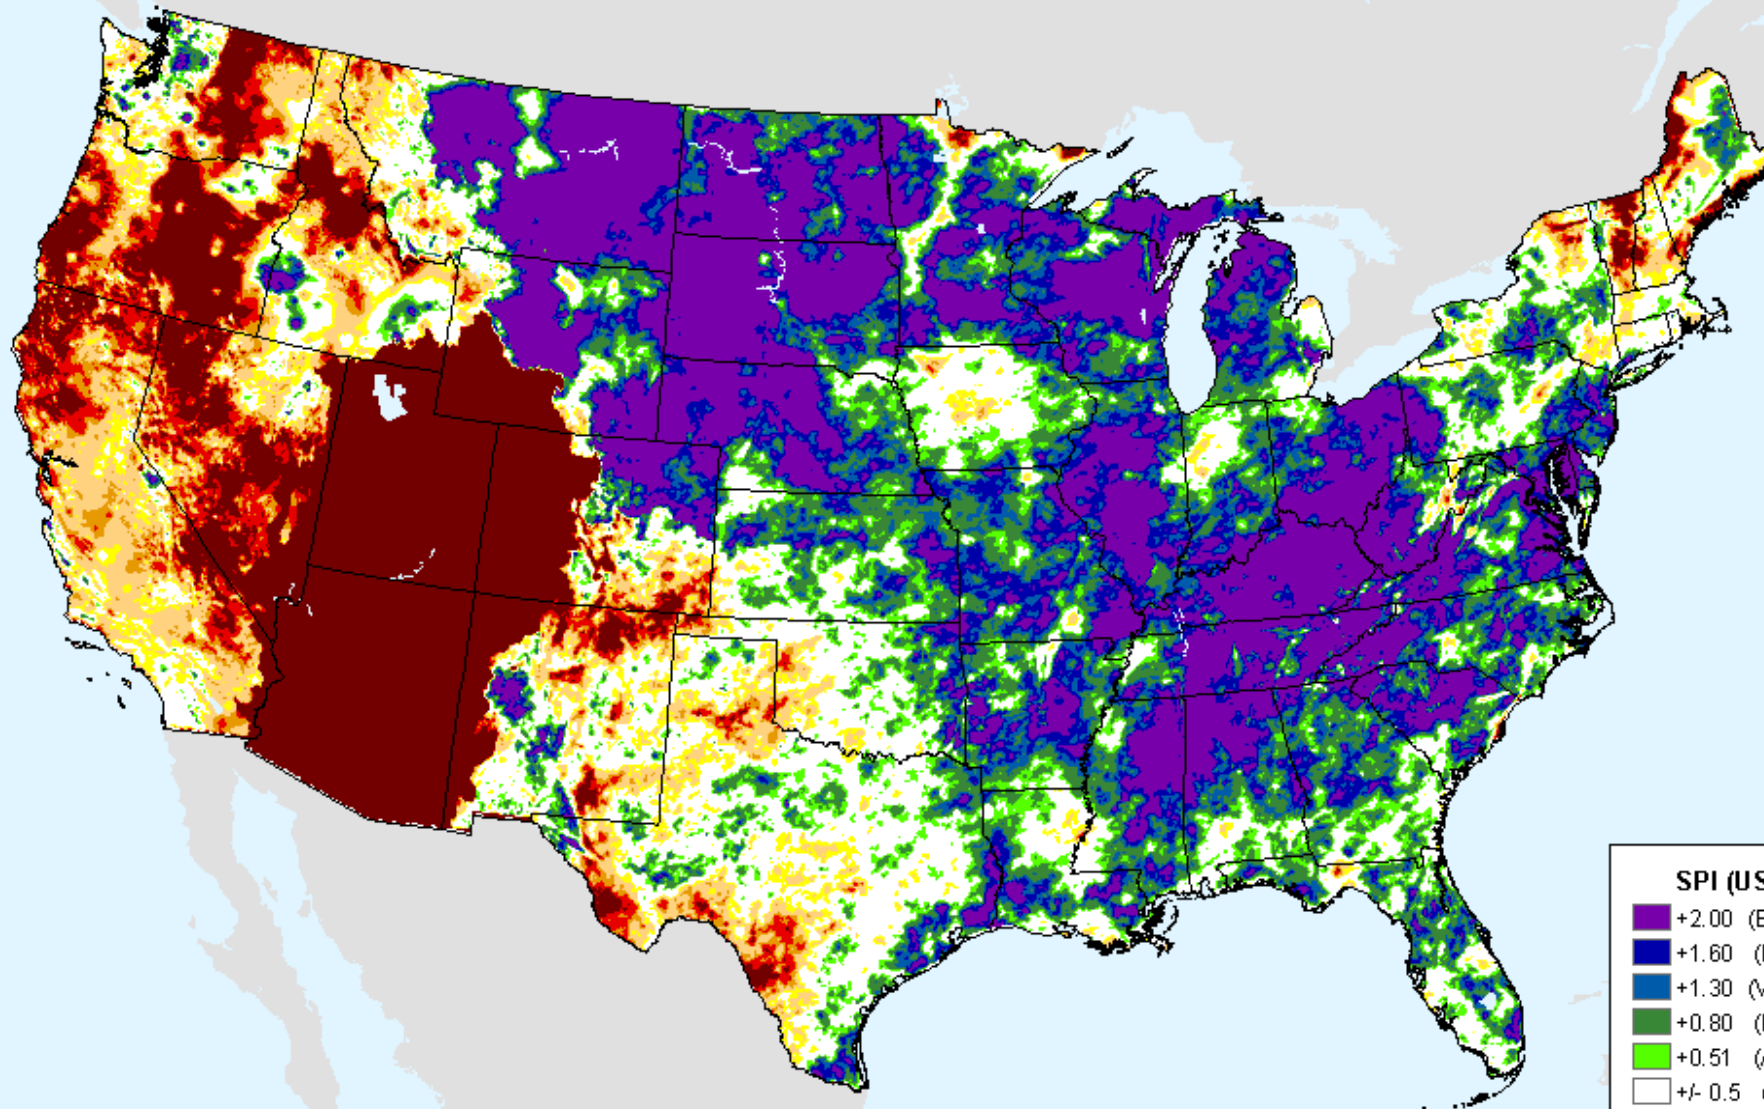 SPI (US
+2.00 (E
+1.60 (
+1.30 (V
+0.80 (
+0.51 (
+/- 0.5